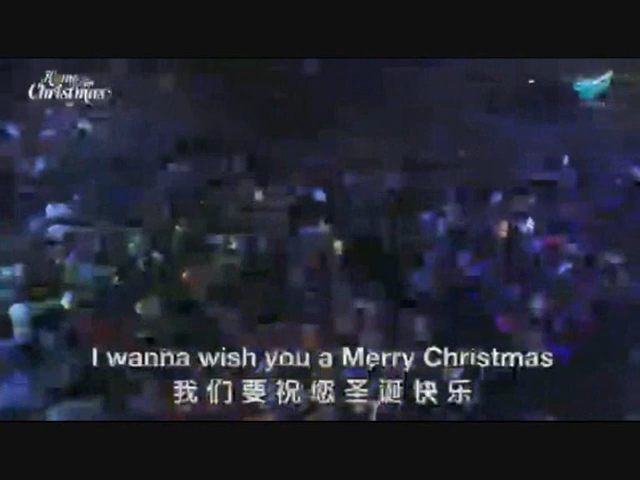 Home
Christmas
I wanna wish you a Merry Christmas
我们要祝您圣诞快乐